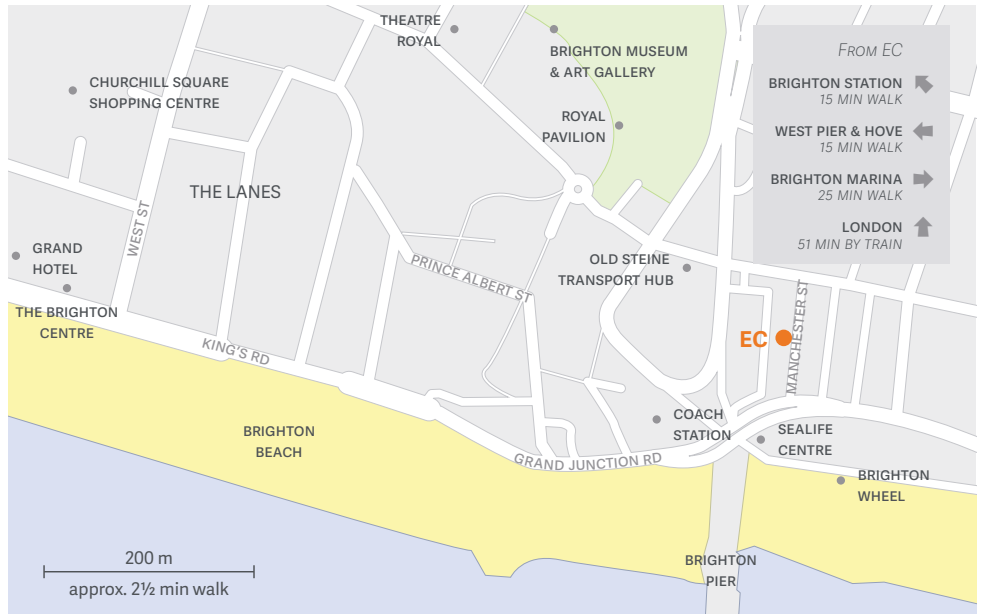 THEATRE
ROYAL
BRIGHTON MUSEUM
& ART GALLERY
CHURCHILL SQUARE
SHOPPING CENTRE
ROYAL
PAVILION
FROM EC
BRIGHTON STATION
15 MIN WALK
WEST PIER & HOVE
15 MIN WALK
BRIGHTON MARINA
25 MIN WALK
LONDON
51 MIN BY TRAIN
THE LANES
WEST ST
GRAND
HOTEL
THE BRIGHTON
CENTRE
PRINCE ALBERT ST
OLD STEINE
TRANSPORT HUB
EC
MANCHESTER ST
KING'S RD
COACH
STATION
SEALIFE
CENTRE
BRIGHTON
BEACH
GRAND JUNCTION RD
BRIGHTON
WHEEL
BRIGHTON
PIER
200 m
approx. 2½ min walk